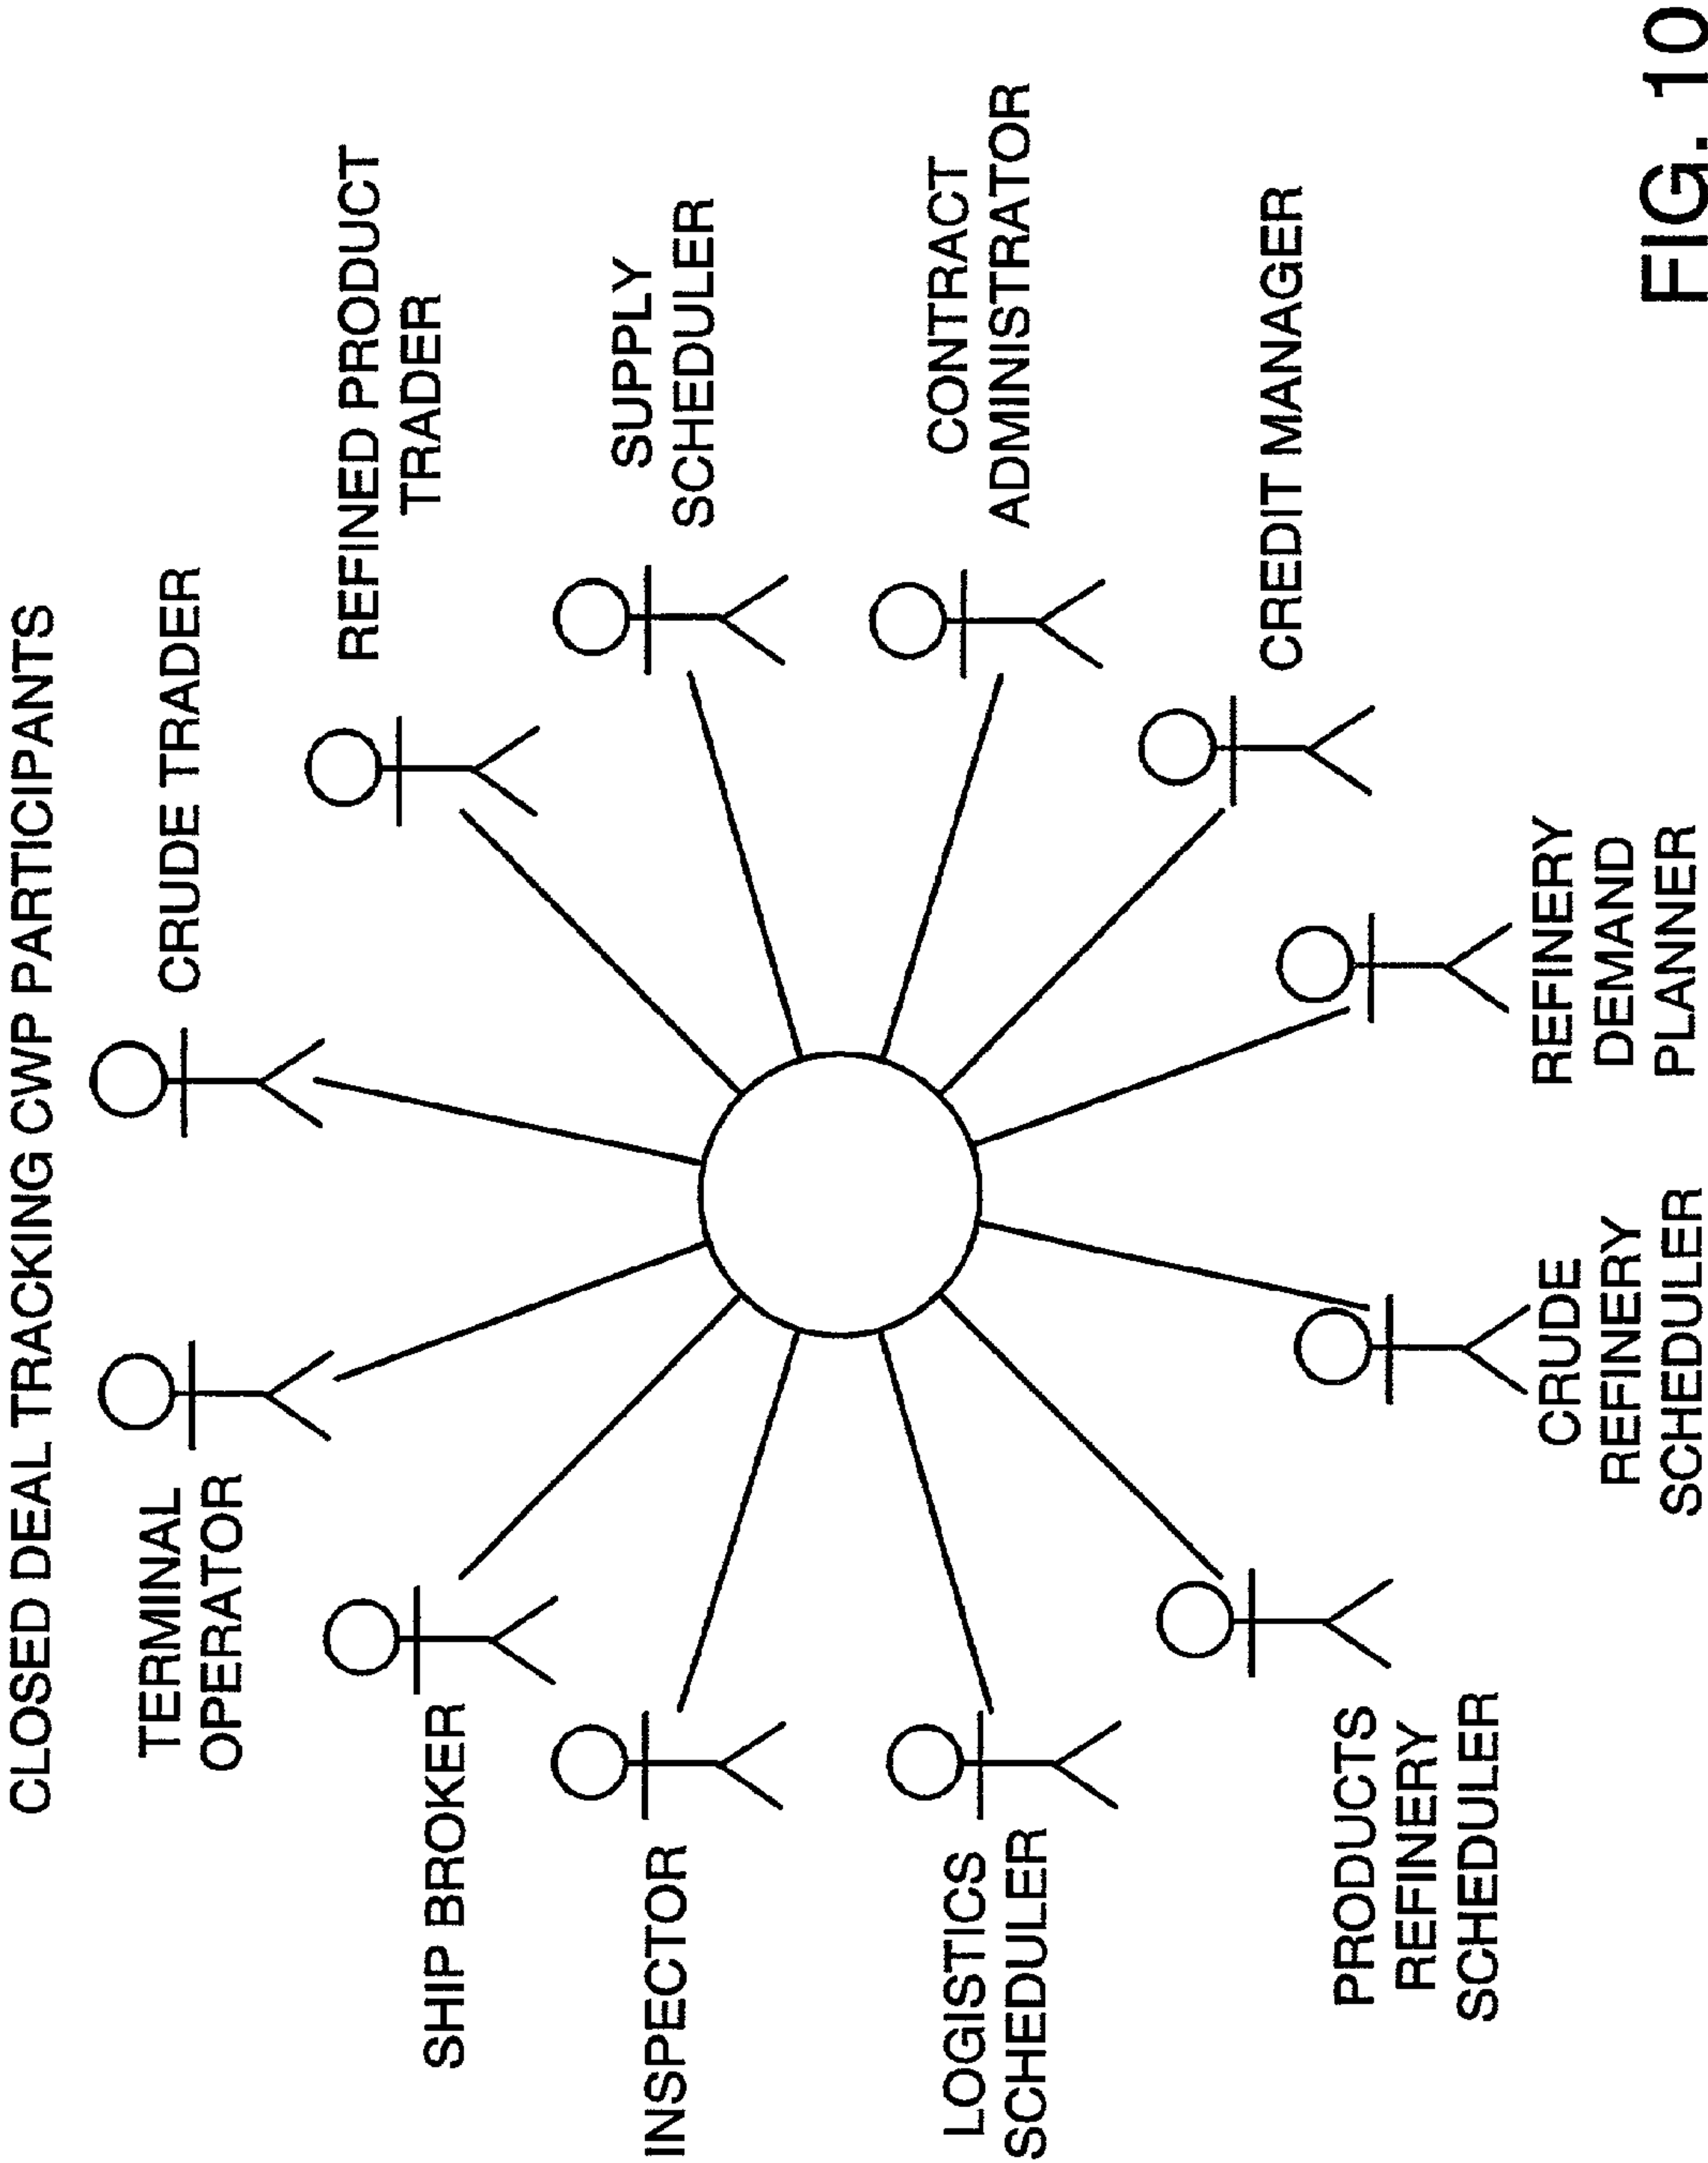 CLOSED DEAL TRACKING CWP PARTICIPANTS
TERMINAL
OPERATOR
CRUDE TRADER
SHIP BROKER
REFINED PRODUCT
TRADER
INSPECTOR
SUPPLY
SCHEDULER
LOGISTICS
SCHEDULER
CONTRACT
ADMINISTRATOR
PRODUCTS
REFINERY
SCHEDULER
CREDIT MANAGER
CRUDE
REFINERY
SCHEDULER
REFINERY
DEMAND
PLANNER
FIG. 10